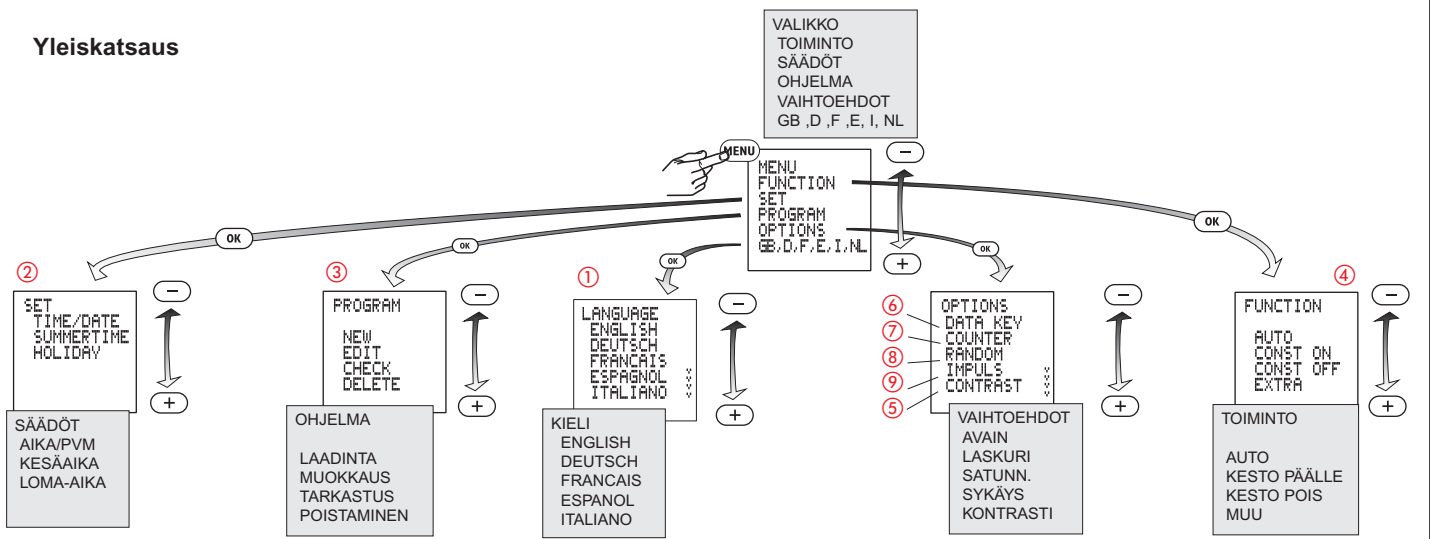 Yleiskatsaus
VALIKKO
TOIMINTO
SÄÄDÖT
OHJELMA
VAIHTOEHDOT
GB ,D ,F ,E, I, NL
MENU
MENU
FUNCTION
SET
PROGRAM
OPTIONS
GB,D,F,E,I,NL
−
+
OK
OK
OK
OK
OK
②
SET
TIME/DATE
SUMMERTIME
HOLIDAY
−
+
SÄÄDÖT
AIKA/PVM
KESÄAIKA
LOMA-AIKA
③
PROGRAM
NEW
EDIT
CHECK
DELETE
−
+
OHJELMA
LAADINTA
MUOKKAUS
TARKASTUS
POISTAMINEN
①
LANGUAGE
ENGLISH
DEUTSCH
FRANCAIS
ESPAGNOL
ITALIANO
−
+
KIELI
ENGLISH
DEUTSCH
FRANCAIS
ESPANOL
ITALIANO
OPTIONS
⑥ DATA KEY
⑦ COUNTER
⑧ RANDOM
⑨ IMPULS
⑤ CONTRAST
−
+
VAIHTOEHDOT
AVAIN
LASKURI
SATUNN.
SYKÄYS
KONTRASTI
④
FUNCTION
AUTO
CONST ON
CONST OFF
EXTRA
−
+
TOIMINTO
AUTO
KESTO PÄÄLLE
KESTO POIS
MUU